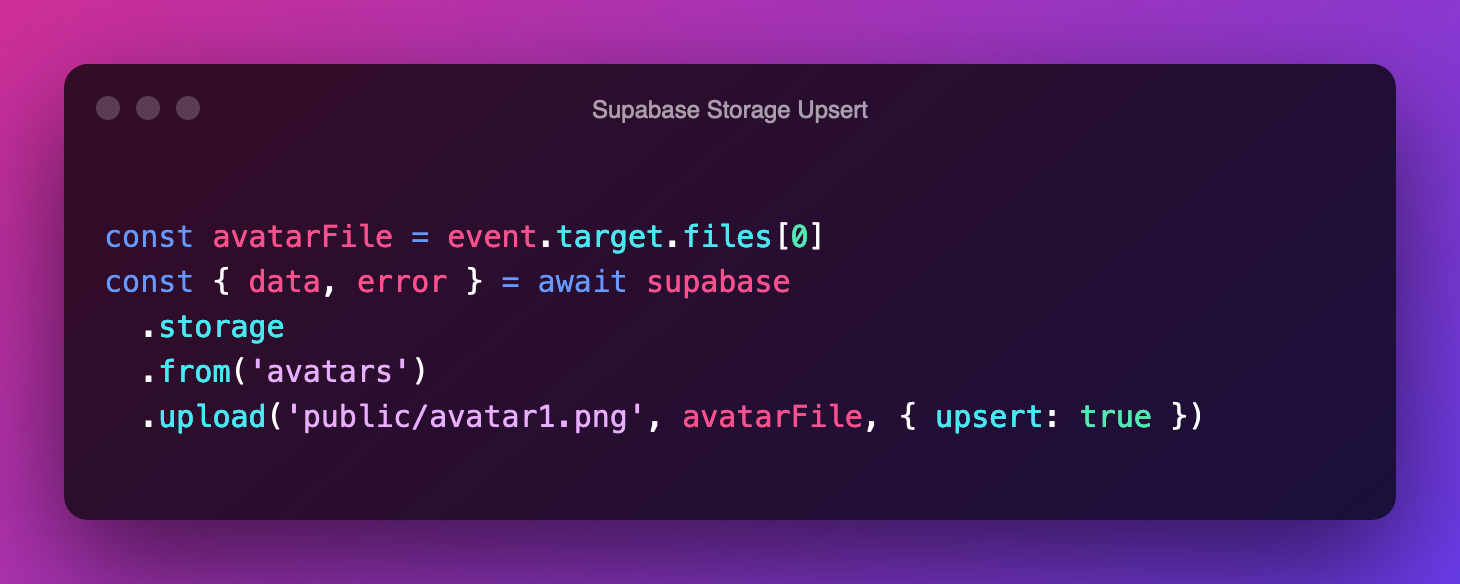 Supabase Storage Upsert
const avatarFile = event.target.files[0]
const { data, error } = await supabase
  .storage
  .from('avatars')
  .upload('public/avatar1.png', avatarFile, { upsert: true })